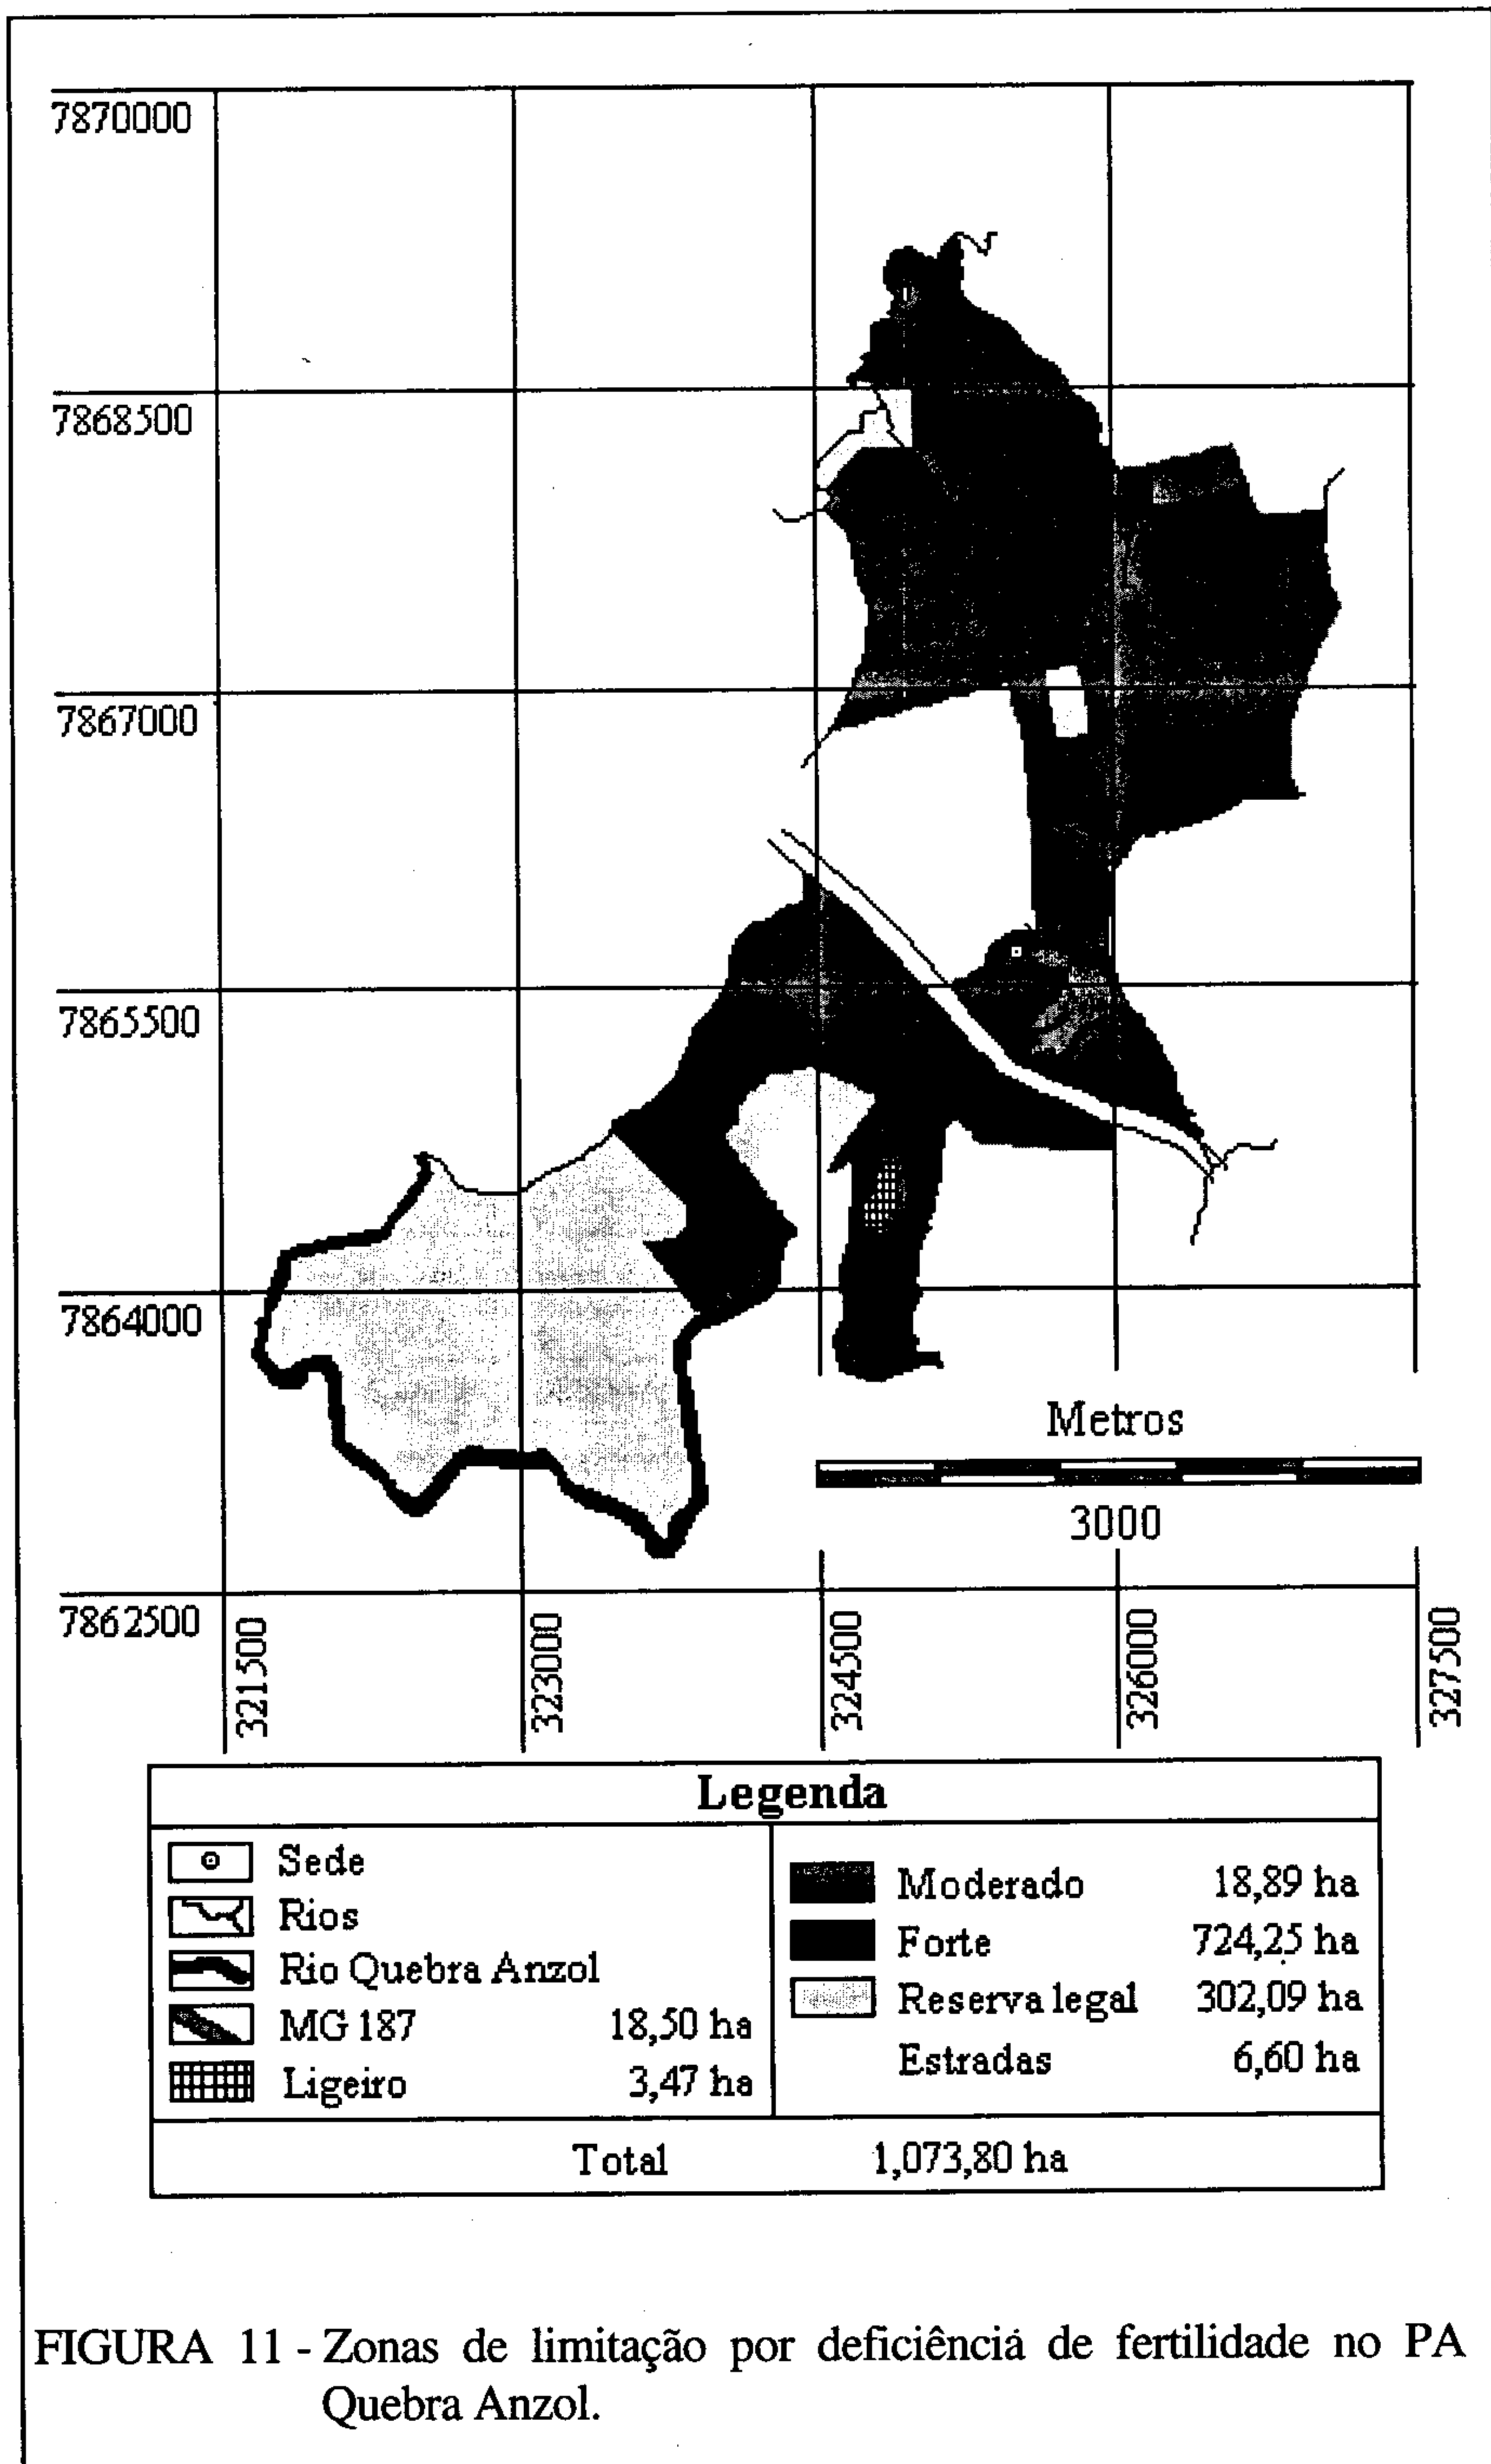 7870000
7868500
7867000
7865500
7864000
Metros
3000
7862500
321500
323000
324500
326000
327500
Legenda
Sede
Rios
Rio Quebra Anzol
MG 187 18,50 ha
Ligeiro 3,47 ha
Moderado 18,89 ha
Forte 724,25 ha
Reserva legal 302,09 ha
Estradas 6,60 ha
Total 1,073,80 ha
FIGURA 11 - Zonas de limitação por deficiência de fertilidade no PA
Quebra Anzol.